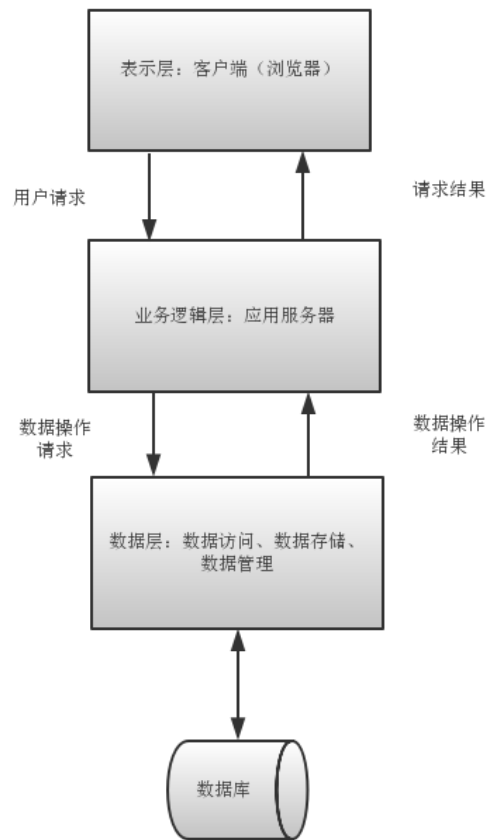 表示层：客户端（浏览器）
用户请求
请求结果
业务逻辑层：应用服务器
数据操作
请求
数据操作
结果
数据层：数据访问、数据存储、
数据管理
数据库